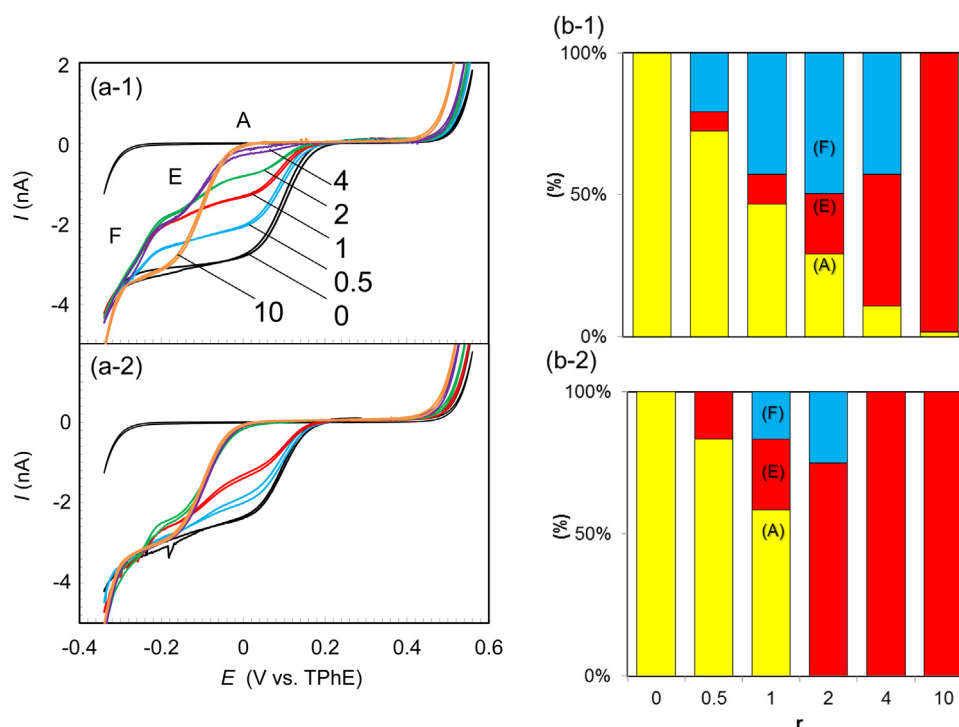 (a-1)
2
0
-2
-4
I (nA)
A
E
F
4
2
1
0.5
0
10
(a-2)
0
-2
-4
I (nA)
-0.4
-0.2
0
0.2
0.4
0.6
E (V vs. TPhE)
(b-1)
100%
50%
0%
(%)
(F)
(E)
(A)
(b-2)
100%
50%
0%
(%)
(F)
(E)
(A)
0
0.5
1
2
4
10